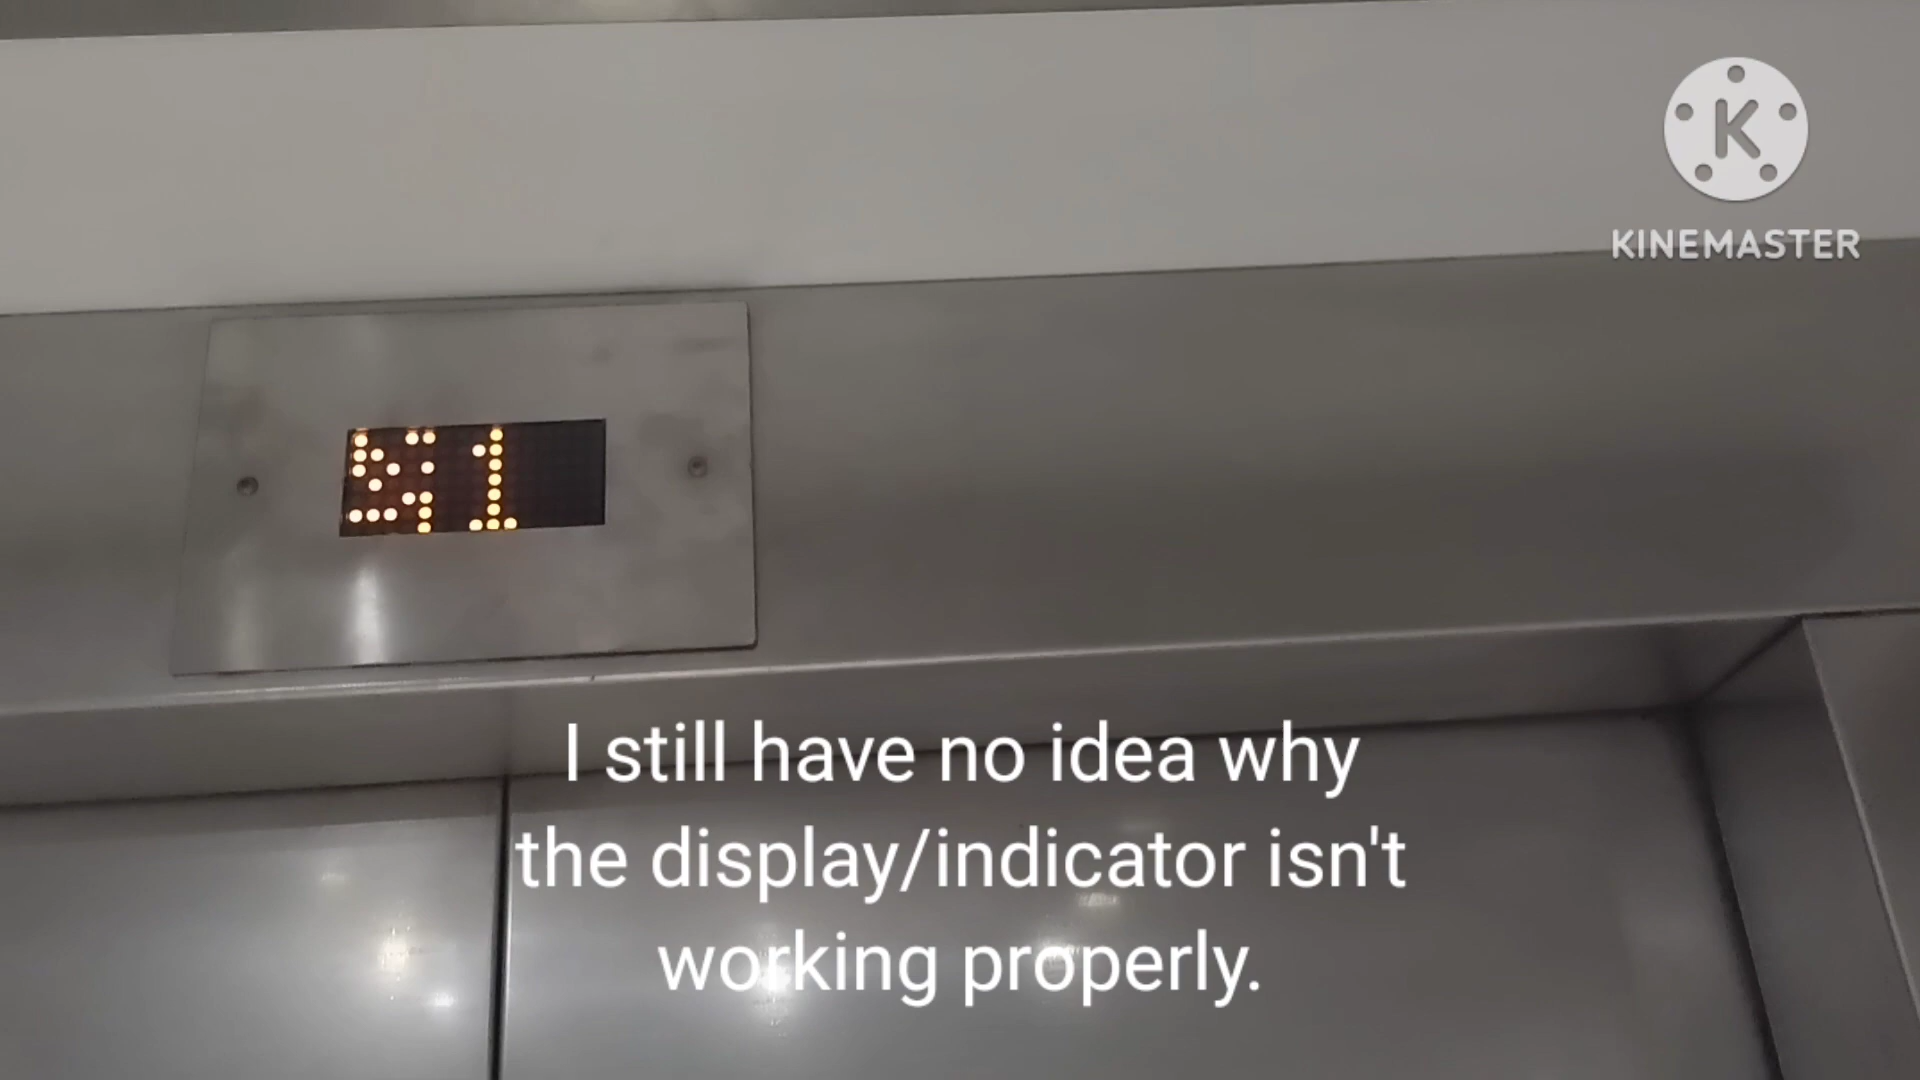 K
KINEMASTER
1
I still have no idea why
the display/indicator isn't
working properly.